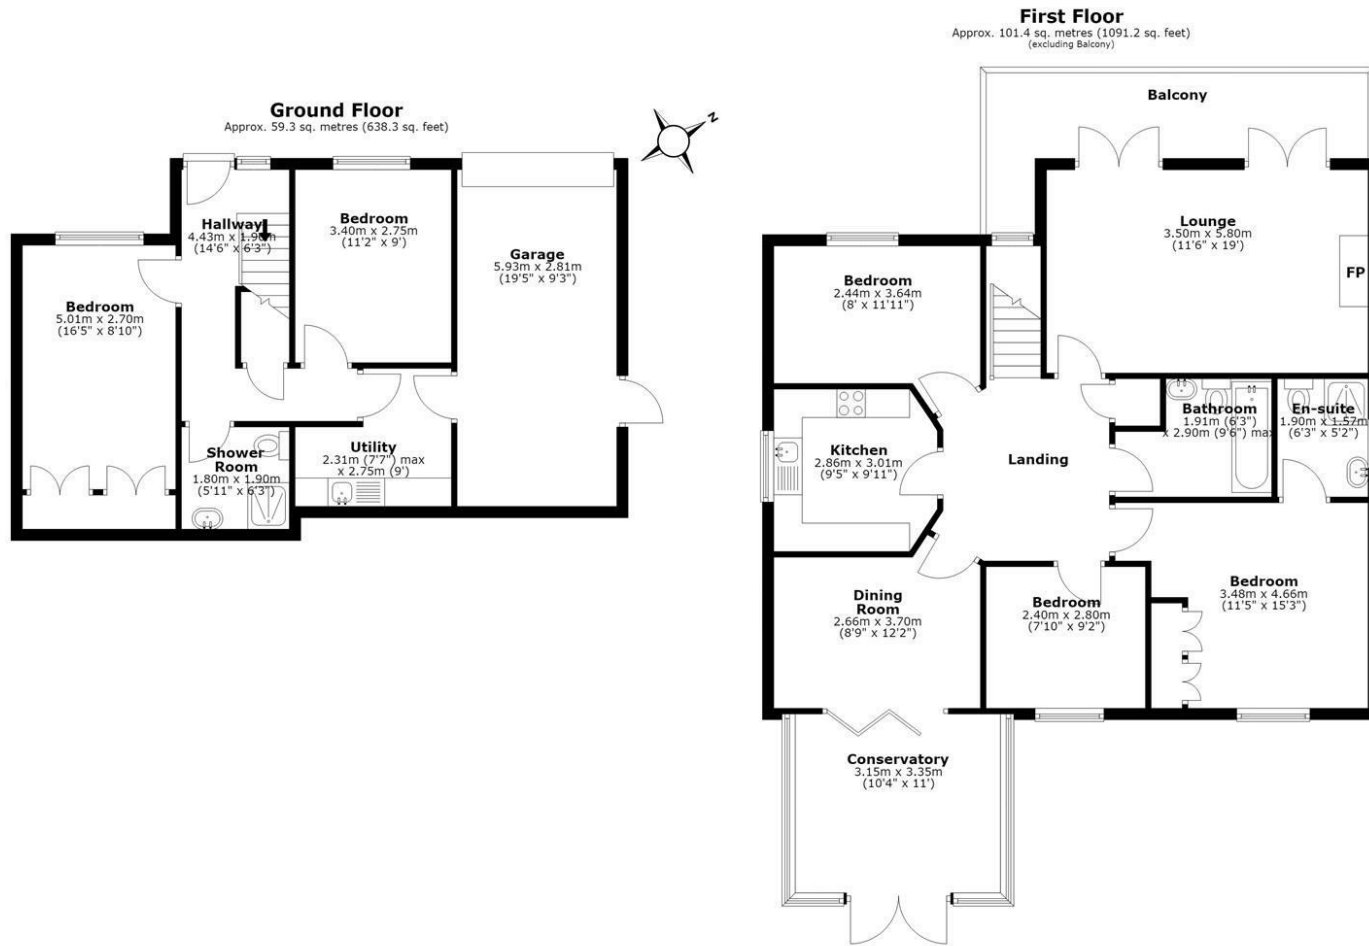 First Floor
Approx. 101.4 sq. metres (1091.2 sq. feet)
(excluding Balcony)
Balcony
Ground Floor
Approx. 59.3 sq. metres (638.3 sq. feet)
N
Hallway
4.43m x 1.90m
(14'6" x 6'3")
Bedroom
3.40m x 2.75m
(11'2" x 9')
Garage
5.93m x 2.81m
(19'5" x 9'3")
Bedroom
5.01m x 2.70m
(16'5" x 8'10")
Shower
Room
1.80m x 1.90m
(5'11" x 6'3")
Utility
2.31m (7'7") max
x 2.75m (9')
Lounge
3.50m x 5.80m
(11'6" x 19')
FP
Bedroom
2.44m x 3.64m
(8' x 11'11")
Kitchen
2.86m x 3.01m
(9'5" x 9'11")
Landing
Bathroom
1.91m (6'3")
x 2.90m (9'6") max
En-suite
1.90m x 1.57m
(6'3" x 5'2")
Dining
Room
2.66m x 3.70m
(8'9" x 12'2")
Bedroom
2.40m x 2.80m
(7'10" x 9'2")
Bedroom
3.48m x 4.66m
(11'5" x 15'3")
Conservatory
3.15m x 3.35m
(10'4" x 11')